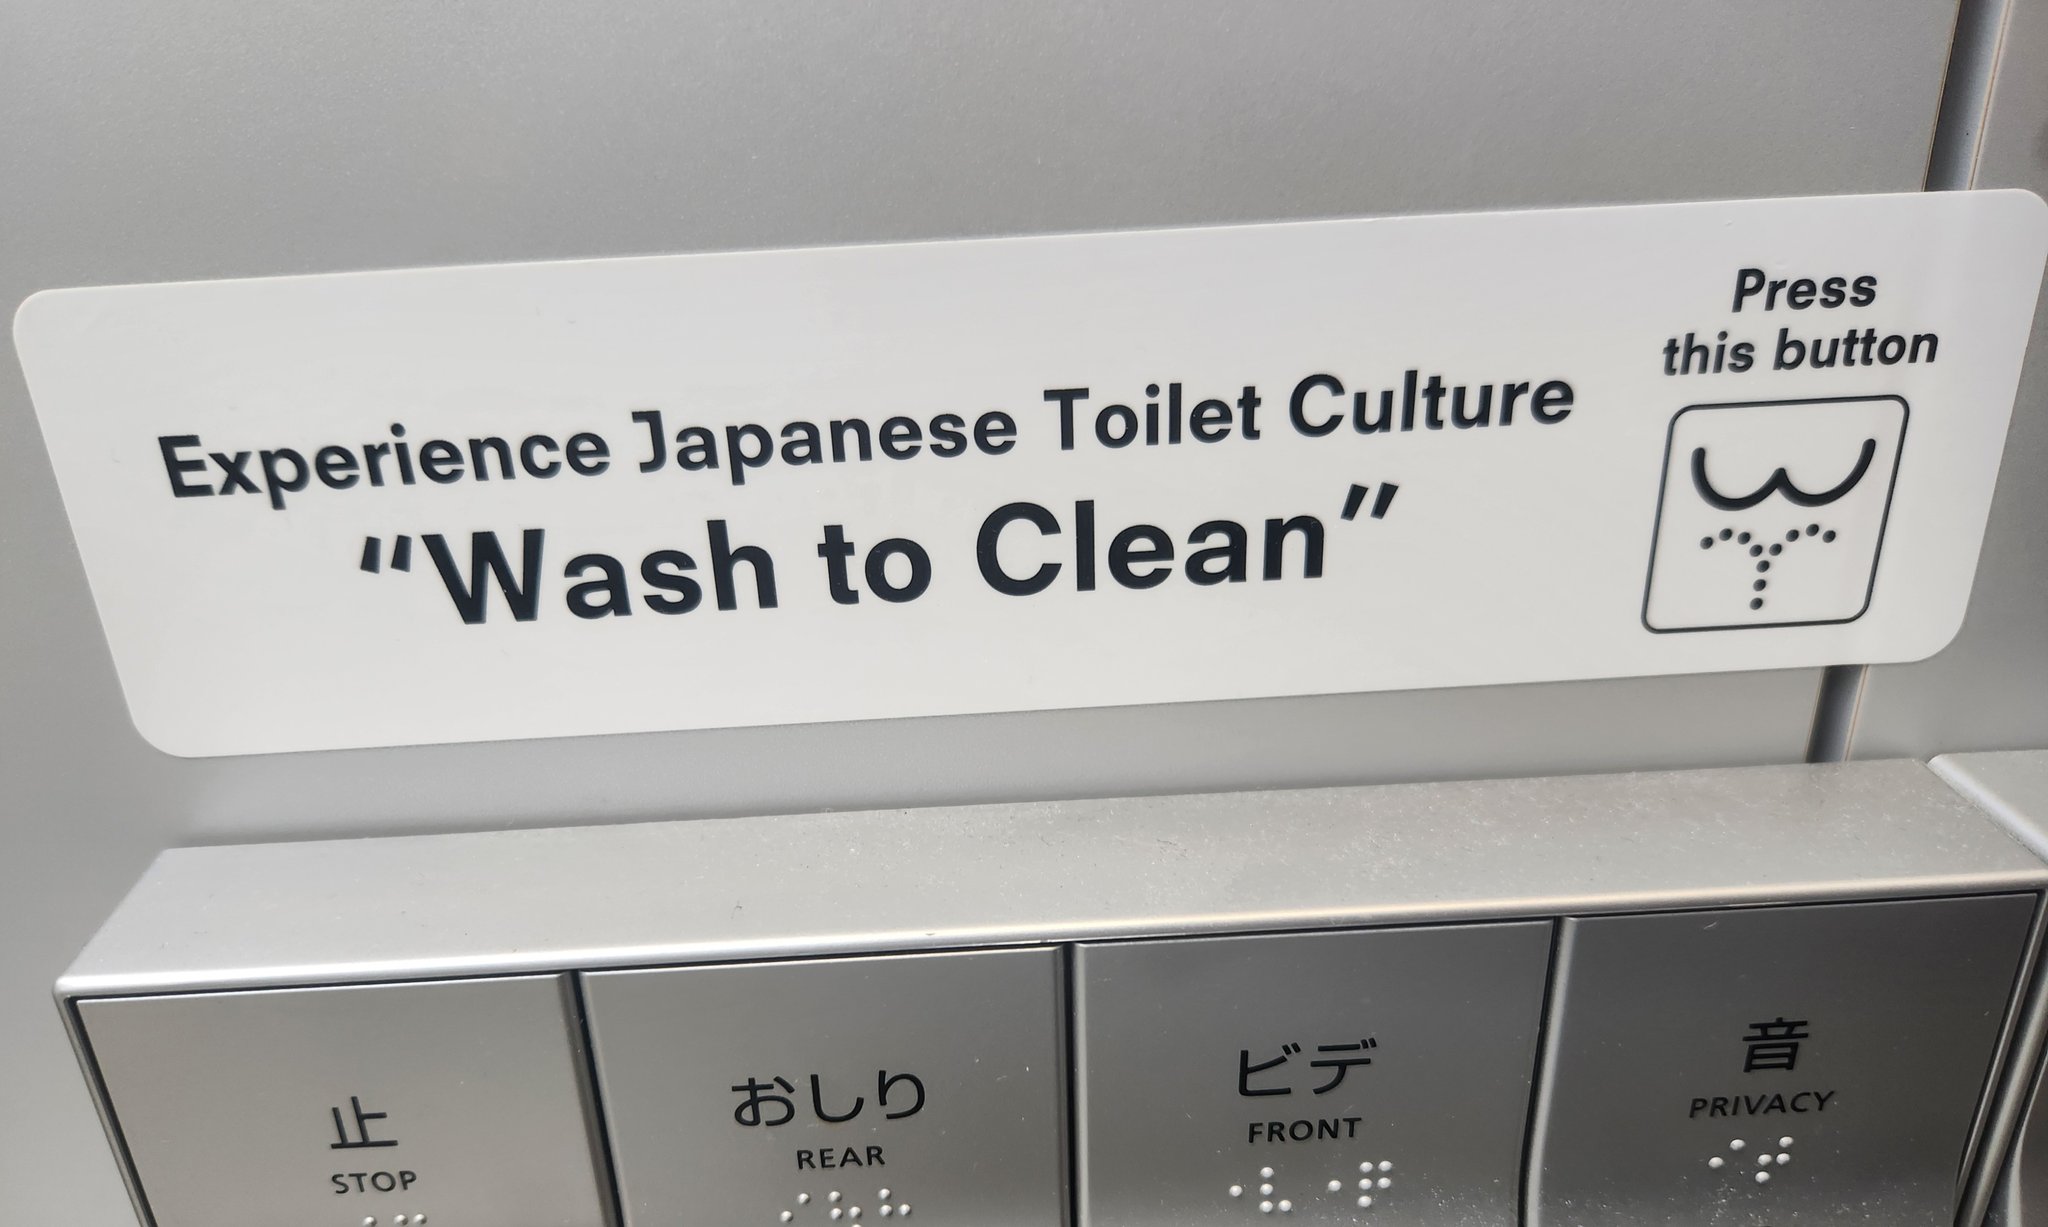 Experience Japanese Toilet Culture
“Wash to Clean”
Press
this button
止
STOP
おしり
REAR
ビデ
FRONT
音
PRIVACY